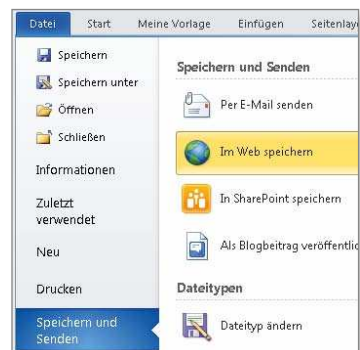 Datei Start Meine Vorlage Einfügen Seitenlay
Speichern
Speichern unter
Öffnen
Schließen
Informationen
Zuletzt
verwendet
Neu
Drucken
Speichern und
Senden
Speichern und Senden
Per E-Mail senden
Im Web speichern
In SharePoint speichern
Als Blogbeitrag veröffentlic
Dateitypen
Dateityp ändern